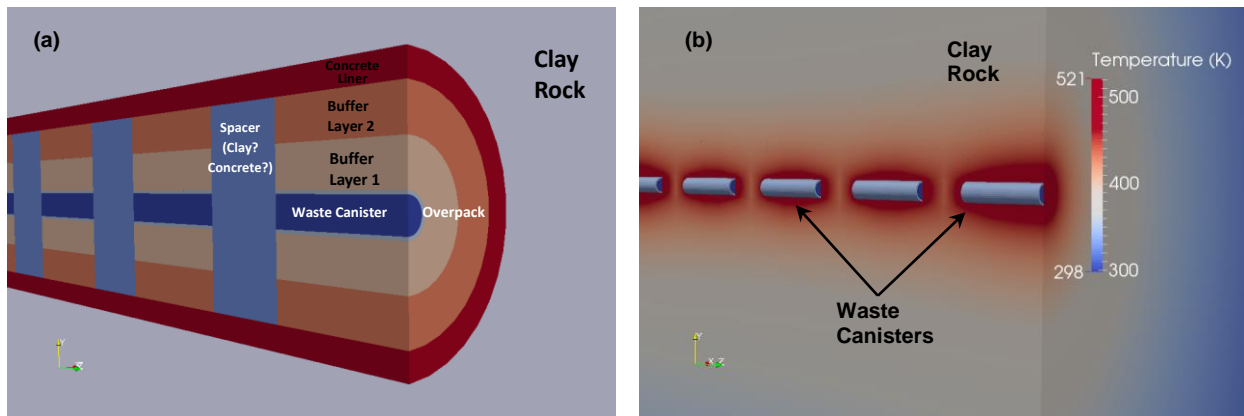 (a)
Clay
Rock
Concrete
Liner
Buffer
Layer 2
Spacer
(Clay?
Concrete?)
Buffer
Layer 1
Waste Canister
Overpack
Y
Z
(b)
Clay
Rock
Temperature (K)
521
500
400
298
300
Waste
Canisters
Y
X
Z